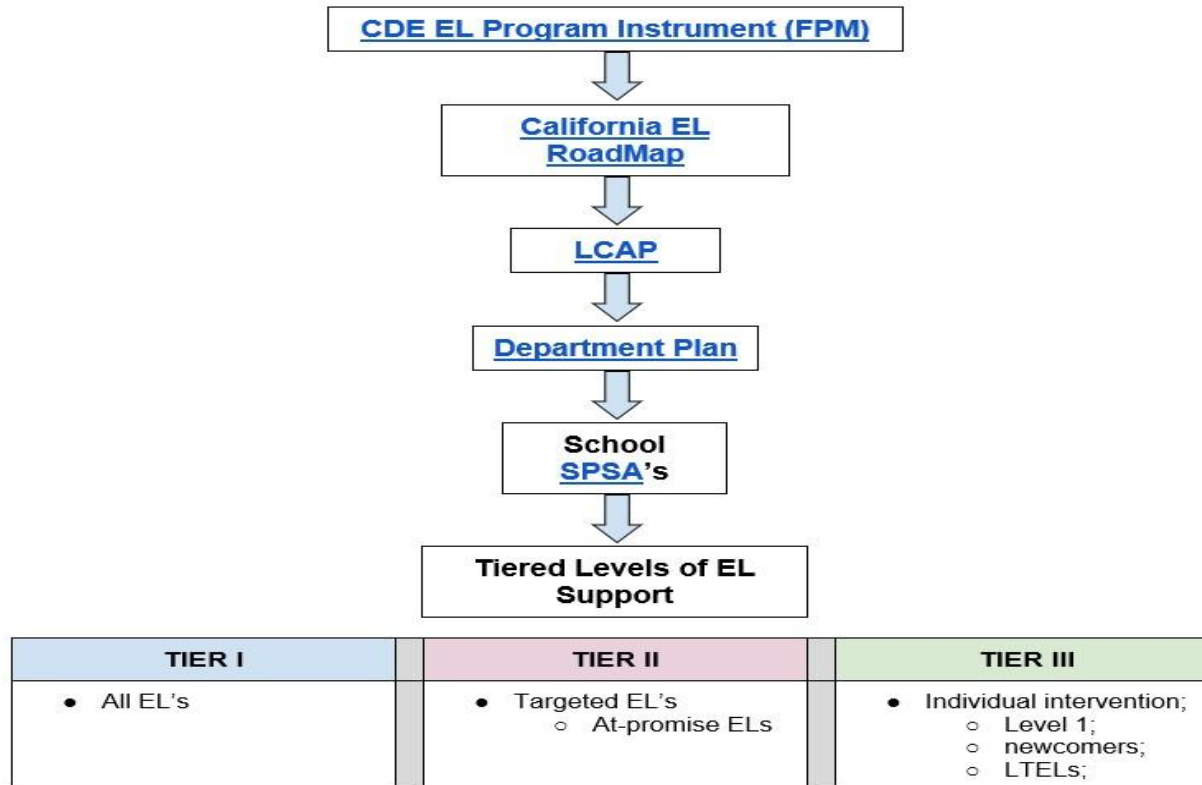 CDE EL Program Instrument (FPM)
California EL
RoadMap
LCAP
Department Plan
School
SPSA's
Tiered Levels of EL
Support
TIER I
TIER II
TIER III
● All EL's
● Targeted EL's
○ At-promise ELs
● Individual intervention;
○ Level 1;
○ newcomers;
○ LTELs;